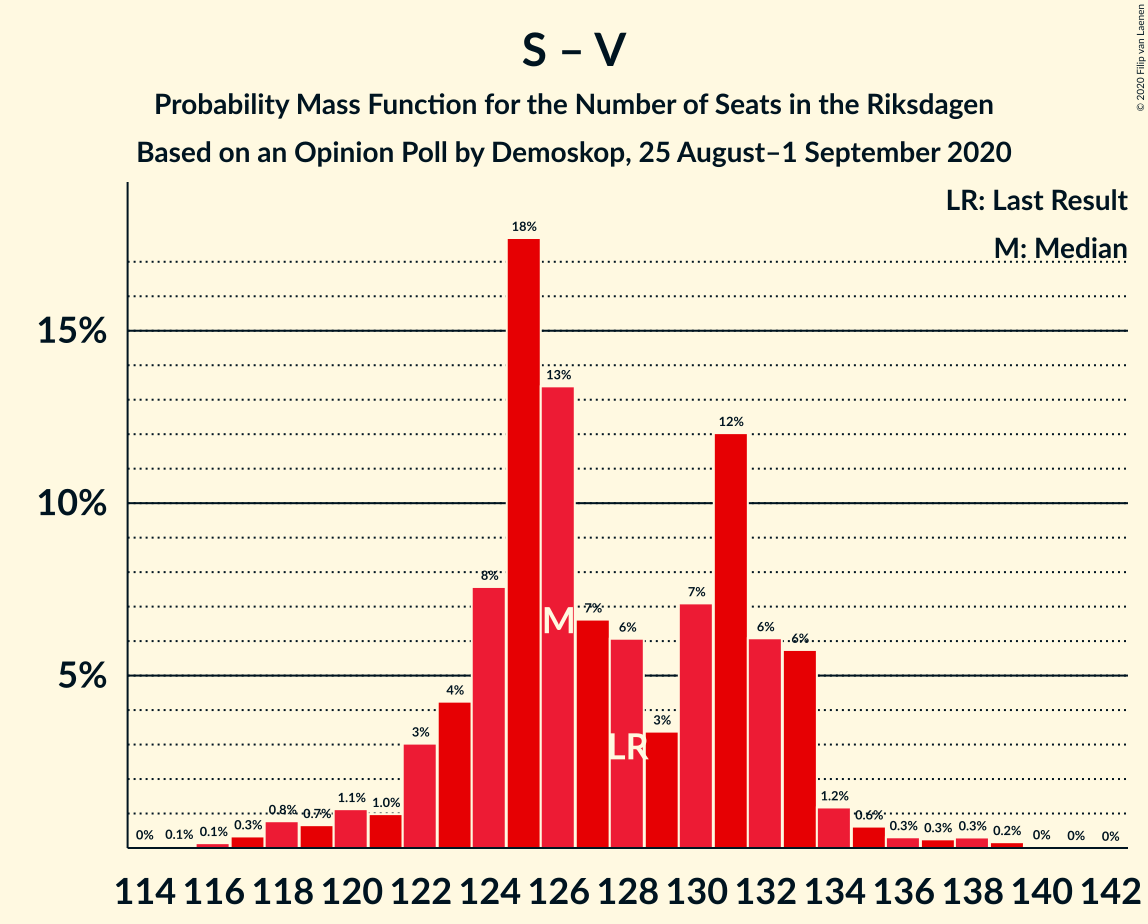 S – V
Probability Mass Function for the Number of Seats in the Riksdagen
Based on an Opinion Poll by Demoskop, 25 August–1 September 2020
© 2020 Filip van Laenen
LR: Last Result
M: Median
15%
10%
5%
0% 0.1% 0.1% 0.3% 0.8% 0.7% 1.1% 1.0% 3% 4% 8% 18% 13% 7% 6% 3% 7% 12% 6% 6% 1.2% 0.6% 0.3% 0.3% 0.3% 0.2% 0% 0% 0%
M
LR
114 116 118 120 122 124 126 128 130 132 134 136 138 140 142